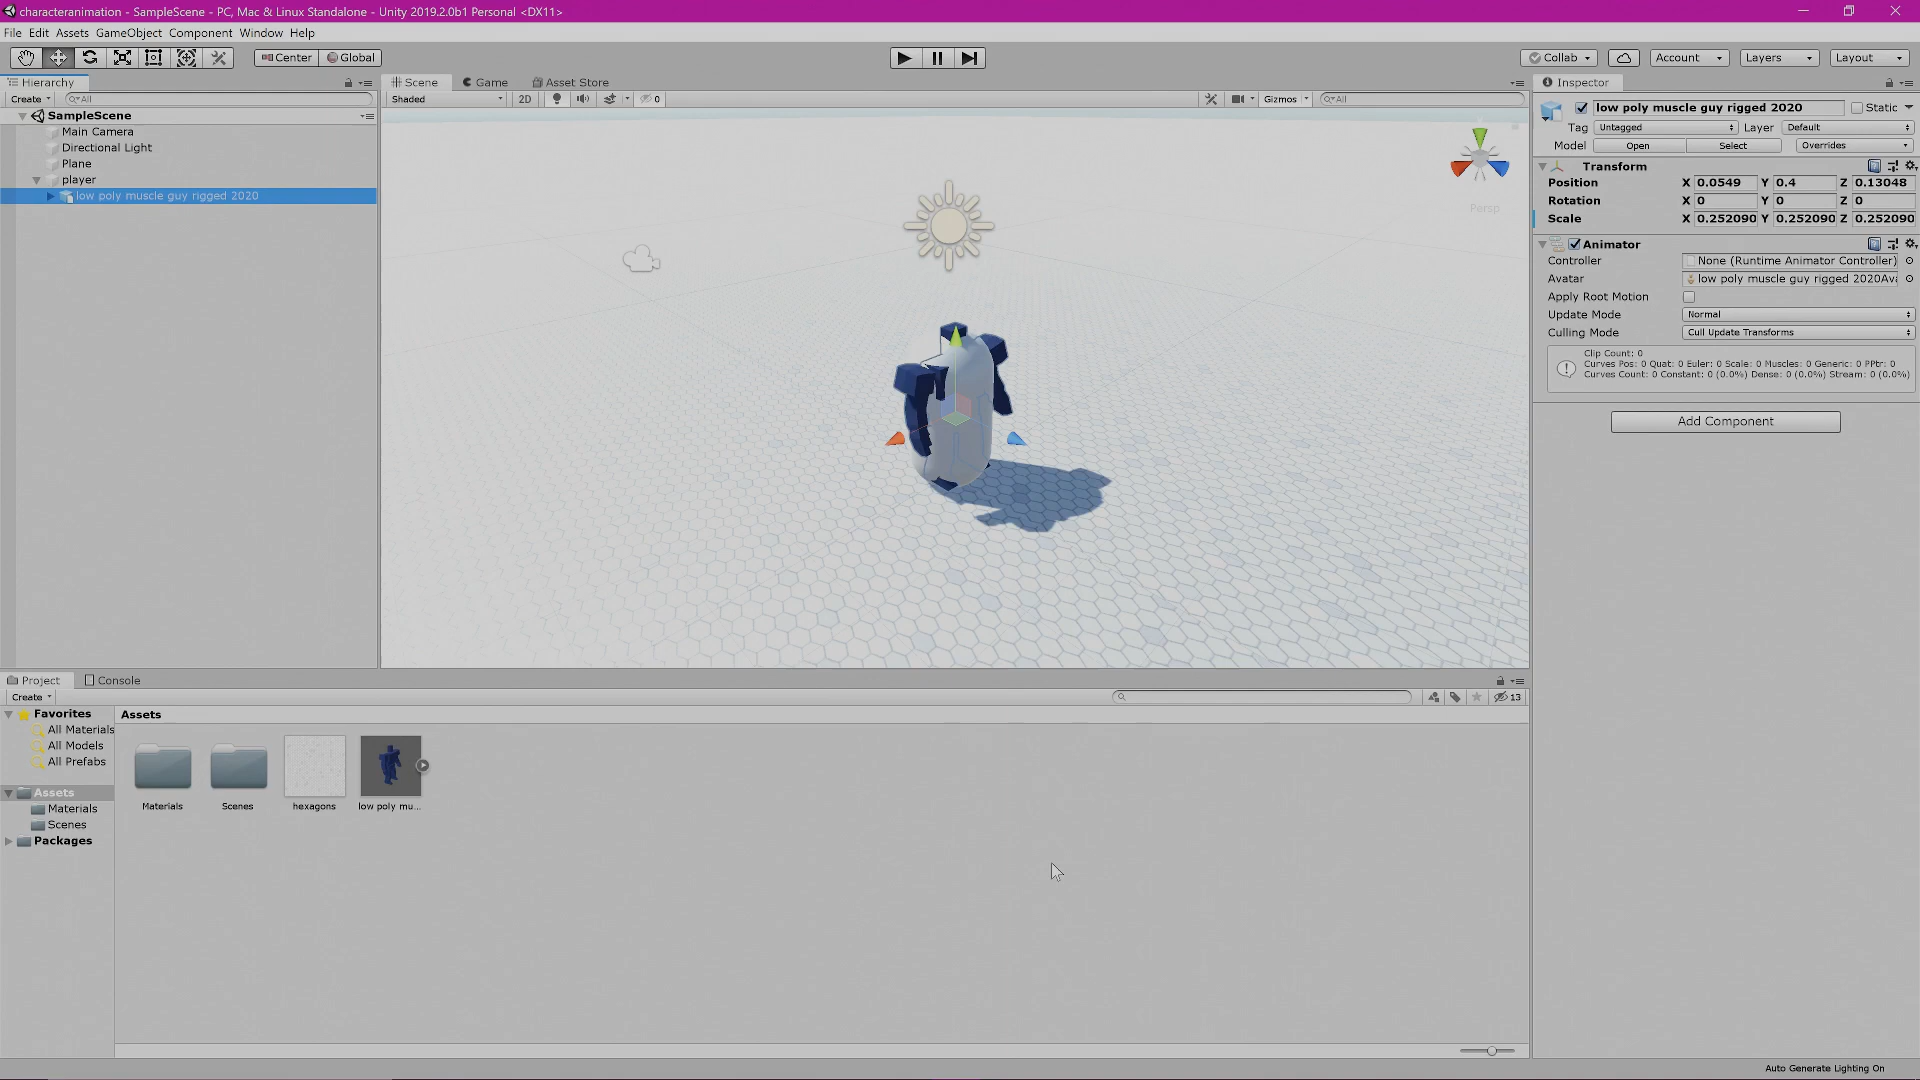 characteranimation - SampleScene - PC, Mac & Linux Standalone - Unity 2019.2.0b1 Personal <DX11>
File Edit Assets GameObject Component Window Help
Center Global
Collab Account Layers Layout
Hierarchy
Create All
SampleScene
Main Camera
Directional Light
Plane
player
low poly muscle guy rigged 2020
Scene Game Asset Store
Shaded 2D 0 Gizmos All
Persp
Inspector
low poly muscle guy rigged 2020 Static
Tag Untagged Layer Default
Model Open Select Overrides
Transform
Position X 0.0549 Y 0.4 Z 0.13048
Rotation X 0 Y 0 Z 0
Scale X 0.252090 Y 0.252090 Z 0.252090
Animator
Controller None (Runtime Animator Controller)
Avatar low poly muscle guy rigged 2020Ava
Apply Root Motion
Update Mode Normal
Culling Mode Cull Update Transforms
Clip Count: 0
Curves Pos: 0 Quat: 0 Euler: 0 Scale: 0 Muscles: 0 Generic: 0 PPtr: 0
Curves Count: 0 Constant: 0 (0.0%) Dense: 0 (0.0%) Stream: 0 (0.0%)
Add Component
Project Console
Create 13
Favorites
All Materials
All Models
All Prefabs
Assets
Materials
Scenes
Packages
Assets
Materials Scenes hexagons low poly mu...
Auto Generate Lighting On